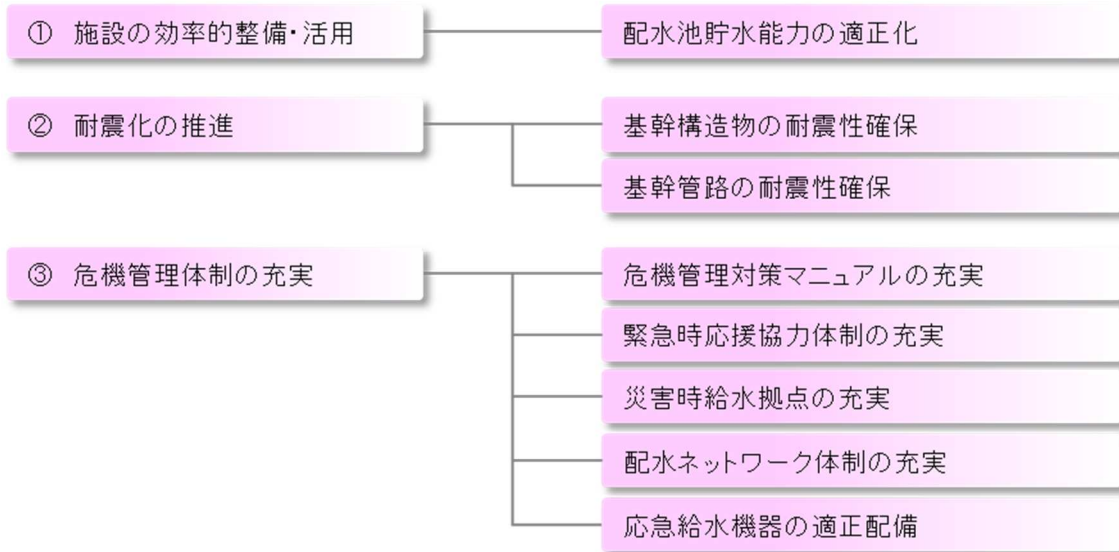 ① 施設の効率的整備・活用
配水池貯水能力の適正化
② 耐震化の推進
基幹構造物の耐震性確保
基幹管路の耐震性確保
③ 危機管理体制の充実
危機管理対策マニュアルの充実
緊急時応援協力体制の充実
災害時給水拠点の充実
配水ネットワーク体制の充実
応急給水機器の適正配備